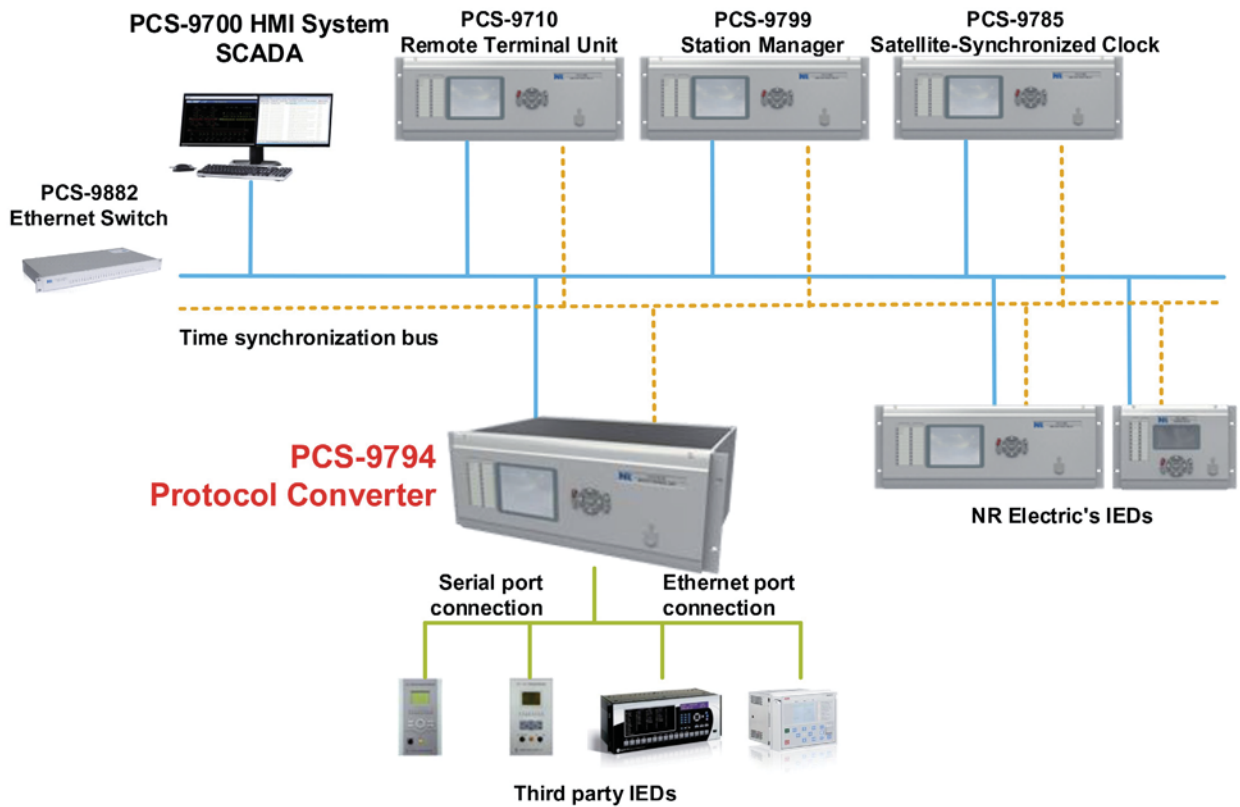 PCS-9700 HMI System
SCADA
PCS-9710
Remote Terminal Unit
PCS-9799
Station Manager
PCS-9785
Satellite-Synchronized Clock
PCS-9882
Ethernet Switch
Time synchronization bus
PCS-9794
Protocol Converter
NR Electric's IEDs
Serial port
connection
Ethernet port
connection
Third party IEDs